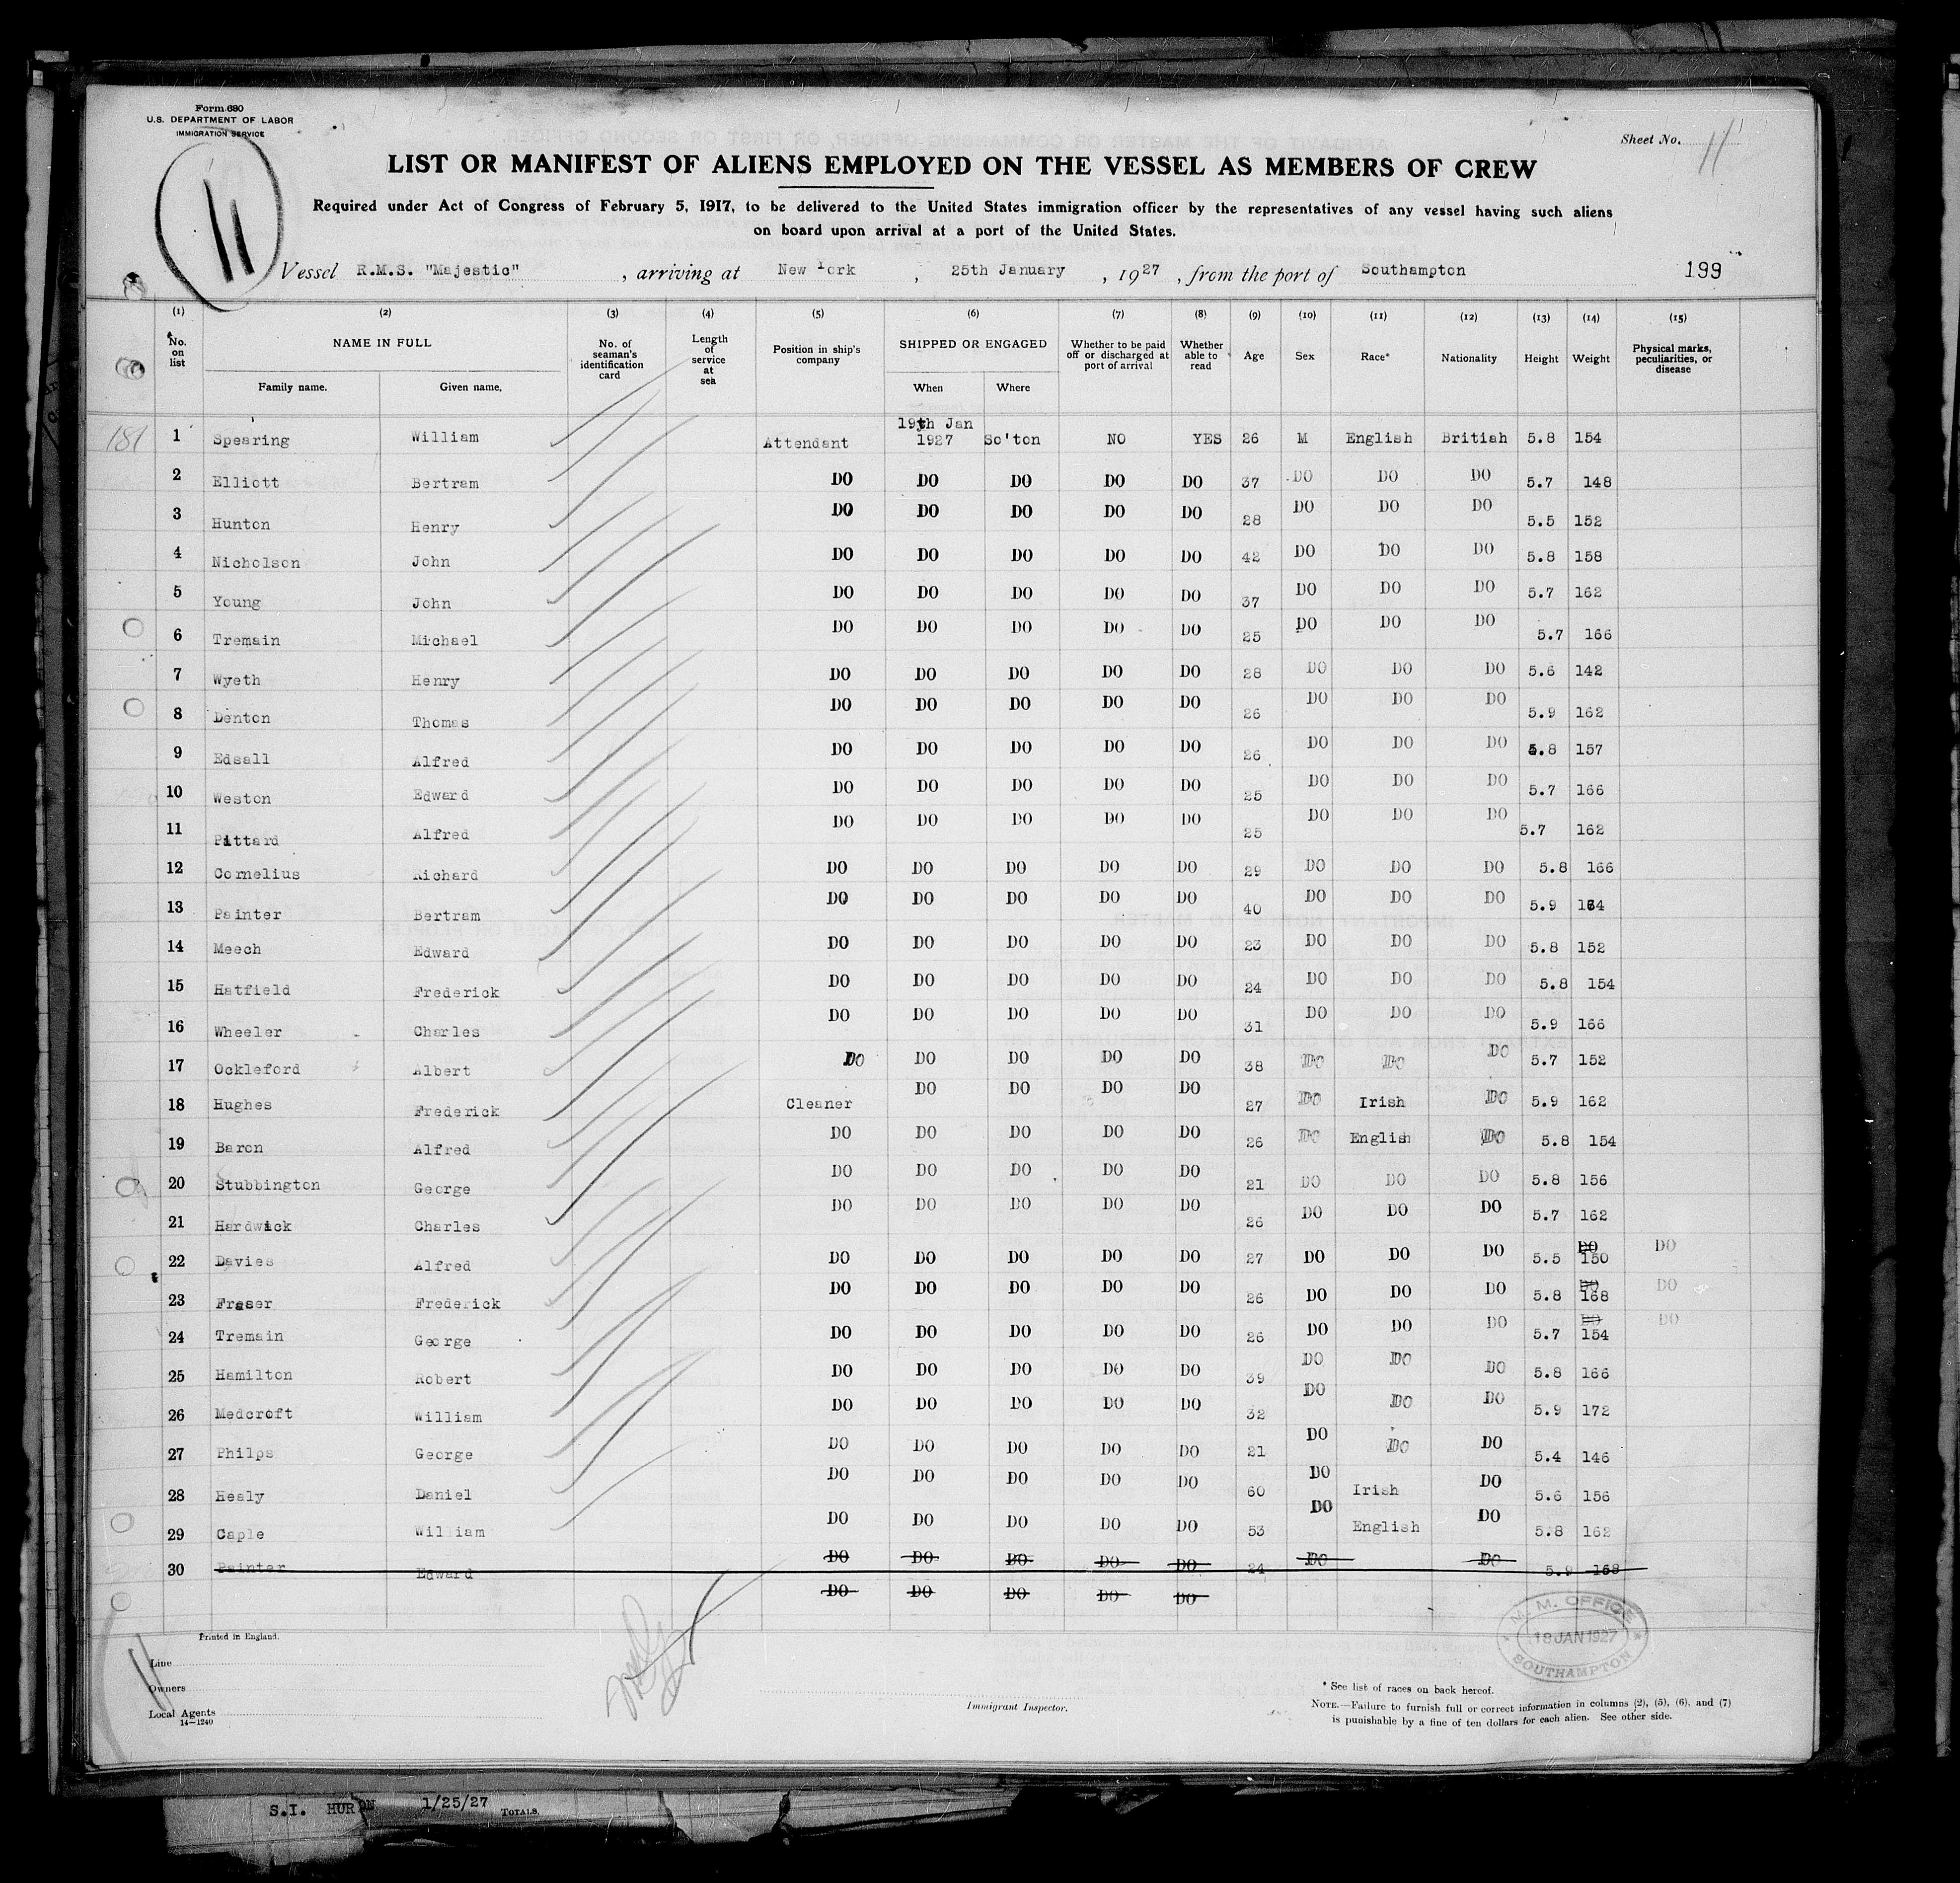 Form 680
U.S. DEPARTMENT OF LABOR
IMMIGRATION SERVICE
Sheet No. 11
11
LIST OR MANIFEST OF ALIENS EMPLOYED ON THE VESSEL AS MEMBERS OF CREW
Required under Act of Congress of February 5, 1917, to be delivered to the United States immigration officer by the representatives of any vessel having such aliens
on board upon arrival at a port of the United States.
Vessel R.M.S. "Majestic", arriving at New York, 25th January, 1927, from the port of Southampton 199
(1) (2) (3) (4) (5) (6) (7) (8) (9) (10) (11) (12) (13) (14) (15)
No. on list NAME IN FULL Family name. Given name. No. of seaman's identification card Length of service at sea Position in ship's company SHIPPED OR ENGAGED When Where Whether to be paid off or discharged at port of arrival Whether able to read Age Sex Race* Nationality Height Weight Physical marks, peculiarities, or disease
181 1 Spearing William Attendant 19th Jan 1927 So'ton NO YES 26 M English British 5.8 154
2 Elliott Bertram DO DO DO DO DO 37 DO DO DO 5.7 148
3 Hunton Henry DO DO DO DO DO 28 DO DO DO 5.5 152
4 Nicholson John DO DO DO DO DO 42 DO DO DO 5.8 158
5 Young John DO DO DO DO DO 37 DO DO DO 5.7 162
6 Tremain Michael DO DO DO DO DO 25 DO DO DO 5.7 166
7 Wyeth Henry DO DO DO DO DO 28 DO DO DO 5.6 142
8 Denton Thomas DO DO DO DO DO 26 DO DO DO 5.9 162
9 Edsall Alfred DO DO DO DO DO 26 DO DO DO 5.8 157
10 Weston Edward DO DO DO DO DO 25 DO DO DO 5.7 166
11 Pittard Alfred DO DO DO DO DO 25 DO DO DO 5.7 162
12 Cornelius Richard DO DO DO DO DO 29 DO DO DO 5.8 166
13 Painter Bertram DO DO DO DO DO 40 DO DO DO 5.9 164
14 Meech Edward DO DO DO DO DO 23 DO DO DO 5.8 152
15 Hatfield Frederick DO DO DO DO DO 24 DO DO DO 5.8 154
16 Wheeler Charles DO DO DO DO DO 31 DO DO DO 5.9 166
17 Ockleford Albert DO DO DO DO DO 38 DO DO DO 5.7 152
18 Hughes Frederick Cleaner DO DO DO DO 27 DO Irish DO 5.9 162
19 Baron Alfred DO DO DO DO DO 26 DO English DO 5.8 154
20 Stubbington George DO DO DO DO DO 21 DO DO DO 5.8 156
21 Hardwick Charles DO DO DO DO DO 26 DO DO DO 5.7 162
22 Davies Alfred DO DO DO DO DO 27 DO DO DO 5.5 DO 150 DO
23 Fraser Frederick DO DO DO DO DO 26 DO DO DO 5.8 DO 168 DO
24 Tremain George DO DO DO DO DO 26 DO DO DO 5.7 DO 154 DO
25 Hamilton Robert DO DO DO DO DO 39 DO DO DO 5.8 166
26 Medcroft William DO DO DO DO DO 32 DO DO DO 5.9 172
27 Philps George DO DO DO DO DO 21 DO DO DO 5.4 146
28 Healy Daniel DO DO DO DO DO 60 DO Irish DO 5.6 156
29 Caple William DO DO DO DO DO 53 DO English DO 5.8 162
30 Painter Edward DO DO DO DO DO 24 DO DO 5.9 168
DO DO DO DO DO
Printed in England.
M. M. OFFICE
18 JAN 1927
SOUTHAMPTON
11
Line
Owners
Local Agents
14—1240
Immigrant Inspector.
* See list of races on back hereof.
NOTE.—Failure to furnish full or correct information in columns (2), (5), (6), and (7)
is punishable by a fine of ten dollars for each alien. See other side.
S.I. HURON 1/25/27 TOTALS